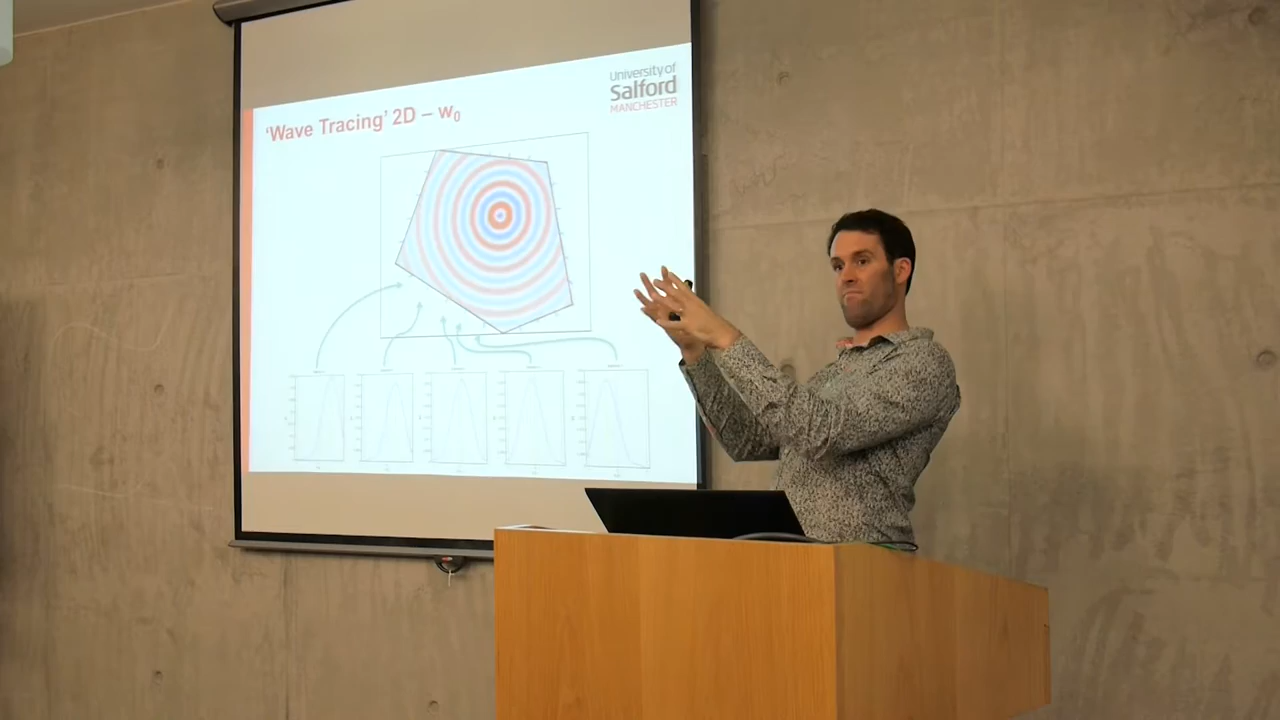 University of
Salford
MANCHESTER
'Wave Tracing' 2D – w₀